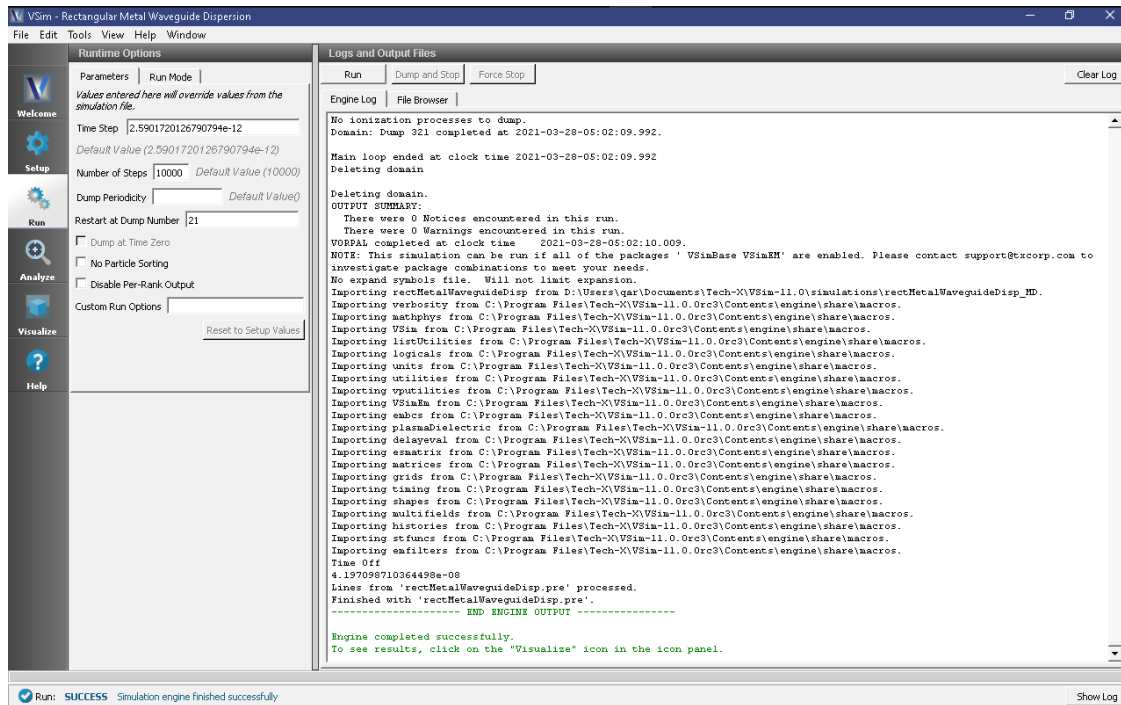 VSim - Rectangular Metal Waveguide Dispersion
File Edit Tools View Help Window
Welcome
Setup
Run
Analyze
Visualize
Help
Runtime Options
Parameters Run Mode
Values entered here will override values from the
simulation file.
Time Step 2.5901720126790794e-12
Default Value (2.5901720126790794e-12)
Number of Steps 10000 Default Value (10000)
Dump Periodicity Default Value()
Restart at Dump Number 21
Dump at Time Zero
No Particle Sorting
Disable Per-Rank Output
Custom Run Options
Reset to Setup Values
Logs and Output Files
Run Dump and Stop Force Stop Clear Log
Engine Log File Browser
No ionization processes to dump.
Domain: Dump 321 completed at 2021-03-28-05:02:09.992.
Main loop ended at clock time 2021-03-28-05:02:09.992
Deleting domain
Deleting domain.
OUTPUT SUMMARY:
There were 0 Notices encountered in this run.
There were 0 Warnings encountered in this run.
VORPAL completed at clock time 2021-03-28-05:02:10.009.
NOTE: This simulation can be run if all of the packages ' VSimBase VSimEM' are enabled. Please contact support@txcorp.com to
investigate package combinations to meet your needs.
No expand symbols file. Will not limit expansion.
Importing rectMetalWaveguideDisp from D:\Users\qar\Documents\Tech-X\VSim-11.0\simulations\rectMetalWaveguideDisp_MD.
Importing verbosity from C:\Program Files\Tech-X\VSim-11.0.0rc3\Contents\engine\share\macros.
Importing mathphys from C:\Program Files\Tech-X\VSim-11.0.0rc3\Contents\engine\share\macros.
Importing VSim from C:\Program Files\Tech-X\VSim-11.0.0rc3\Contents\engine\share\macros.
Importing listUtilities from C:\Program Files\Tech-X\VSim-11.0.0rc3\Contents\engine\share\macros.
Importing logicals from C:\Program Files\Tech-X\VSim-11.0.0rc3\Contents\engine\share\macros.
Importing units from C:\Program Files\Tech-X\VSim-11.0.0rc3\Contents\engine\share\macros.
Importing utilities from C:\Program Files\Tech-X\VSim-11.0.0rc3\Contents\engine\share\macros.
Importing vputilities from C:\Program Files\Tech-X\VSim-11.0.0rc3\Contents\engine\share\macros.
Importing VSimEm from C:\Program Files\Tech-X\VSim-11.0.0rc3\Contents\engine\share\macros.
Importing embcs from C:\Program Files\Tech-X\VSim-11.0.0rc3\Contents\engine\share\macros.
Importing plasmaDielectric from C:\Program Files\Tech-X\VSim-11.0.0rc3\Contents\engine\share\macros.
Importing delayeval from C:\Program Files\Tech-X\VSim-11.0.0rc3\Contents\engine\share\macros.
Importing esmatrix from C:\Program Files\Tech-X\VSim-11.0.0rc3\Contents\engine\share\macros.
Importing matrices from C:\Program Files\Tech-X\VSim-11.0.0rc3\Contents\engine\share\macros.
Importing grids from C:\Program Files\Tech-X\VSim-11.0.0rc3\Contents\engine\share\macros.
Importing timing from C:\Program Files\Tech-X\VSim-11.0.0rc3\Contents\engine\share\macros.
Importing shapes from C:\Program Files\Tech-X\VSim-11.0.0rc3\Contents\engine\share\macros.
Importing multifields from C:\Program Files\Tech-X\VSim-11.0.0rc3\Contents\engine\share\macros.
Importing histories from C:\Program Files\Tech-X\VSim-11.0.0rc3\Contents\engine\share\macros.
Importing stfuncs from C:\Program Files\Tech-X\VSim-11.0.0rc3\Contents\engine\share\macros.
Importing emfilters from C:\Program Files\Tech-X\VSim-11.0.0rc3\Contents\engine\share\macros.
Time Off
4.197098710364498e-08
Lines from 'rectMetalWaveguideDisp.pre' processed.
Finished with 'rectMetalWaveguideDisp.pre'.
-------------------- END ENGINE OUTPUT ----------------
Engine completed successfully.
To see results, click on the "Visualize" icon in the icon panel.
Run: SUCCESS Simulation engine finished successfully
Show Log